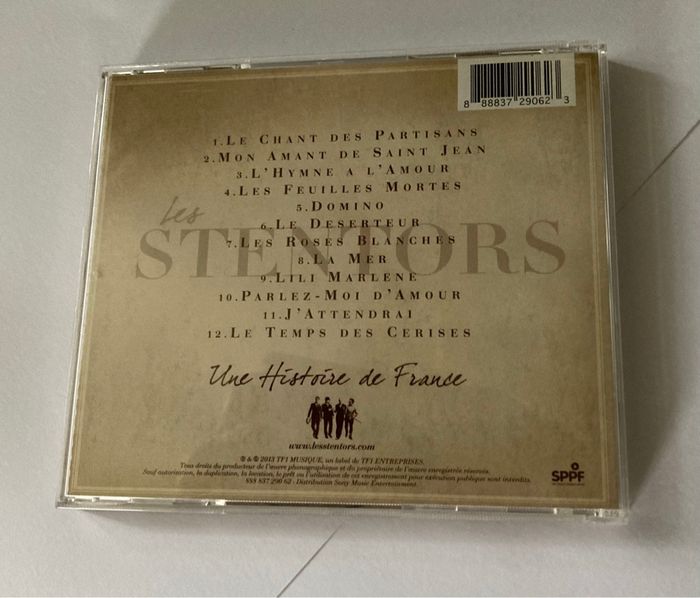 8 88837 29062 3
1.Le Chant des Partisans
2.Mon Amant de Saint Jean
3.L'Hymne a l'Amour
4.Les Feuilles Mortes
5.Domino
6.Le Deserteur
7.Les Roses Blanches
8.La Mer
9.Lili Marlene
10.Parlez-Moi d'Amour
11.J'Attendrai
12.Le Temps des Cerises
Les
STENTORS
Une Histoire de France
www.lesstentors.com
℗ & © 2013 TF1 MUSIQUE, un label de TF1 ENTREPRISES.
Tous droits du producteur de l'œuvre phonographique et du propriétaire de l'œuvre enregistrée réservés.
Sauf autorisation, la duplication, la location, le prêt ou l'utilisation de cet enregistrement pour exécution publique sont interdits.
888 837 290 62 . Distribution Sony Music Entertainment.
SPPF